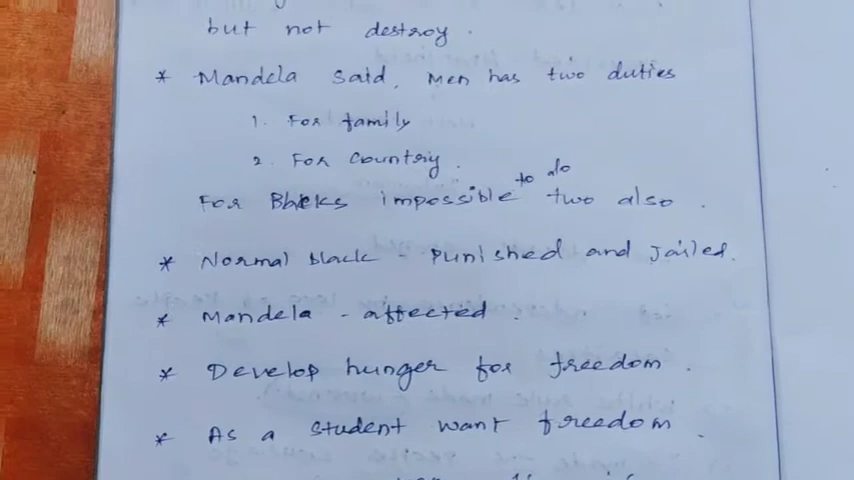 but not destroy.
* Mandela said, Men has two duties
1. For family
2. For country.
to do
For Blacks impossible two also.
* Normal black - punished and Jailed.
* Mandela - affected.
* Develop hunger for freedom.
* As a student want freedom.